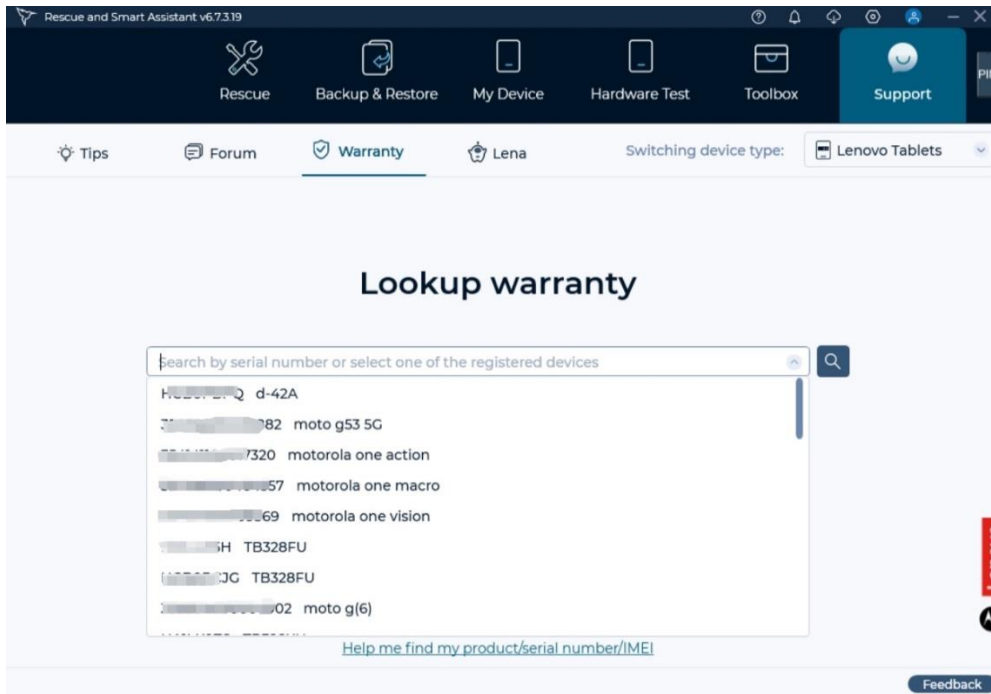 Rescue and Smart Assistant v6.7.3.19
Rescue
Backup & Restore
My Device
Hardware Test
Toolbox
Support
Tips
Forum
Warranty
Lena
Switching device type:
Lenovo Tablets
Lookup warranty
Search by serial number or select one of the registered devices
d-42A
moto g53 5G
7320 motorola one action
57 motorola one macro
69 motorola one vision
TB328FU
TB328FU
02 moto g(6)
Help me find my product/serial number/IMEI
Feedback